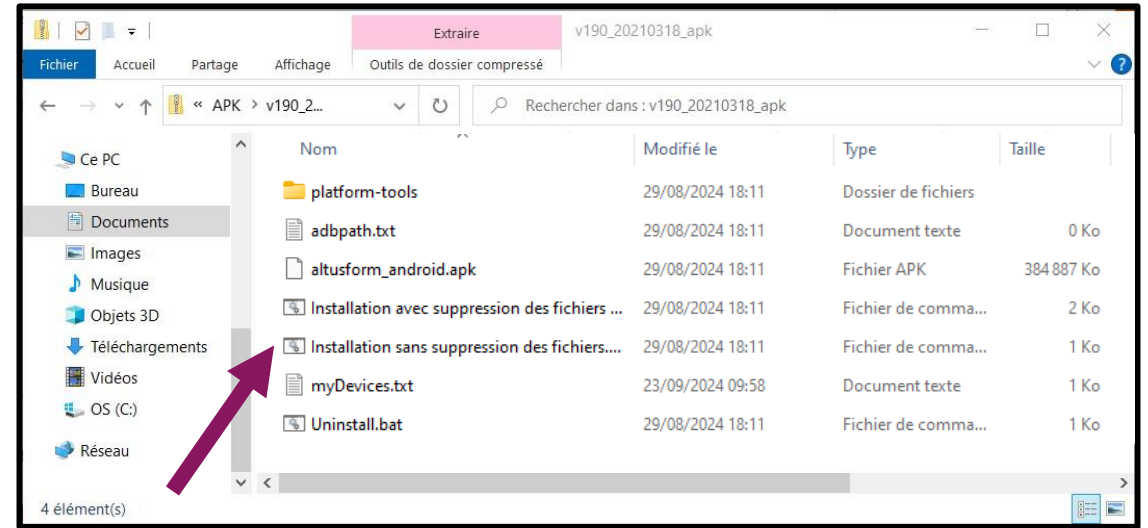 Extraire
v190_20210318_apk
Fichier Accueil Partage Affichage Outils de dossier compressé
« APK > v190_2... Rechercher dans : v190_20210318_apk
Nom Modifié le Type Taille
Ce PC
Bureau
Documents
Images
Musique
Objets 3D
Téléchargements
Vidéos
OS (C:)
Réseau
platform-tools 29/08/2024 18:11 Dossier de fichiers
adbpath.txt 29/08/2024 18:11 Document texte 0 Ko
altusform_android.apk 29/08/2024 18:11 Fichier APK 384 887 Ko
Installation avec suppression des fichiers ... 29/08/2024 18:11 Fichier de comma... 2 Ko
Installation sans suppression des fichiers.... 29/08/2024 18:11 Fichier de comma... 1 Ko
myDevices.txt 23/09/2024 09:58 Document texte 1 Ko
Uninstall.bat 29/08/2024 18:11 Fichier de comma... 1 Ko
4 élément(s)